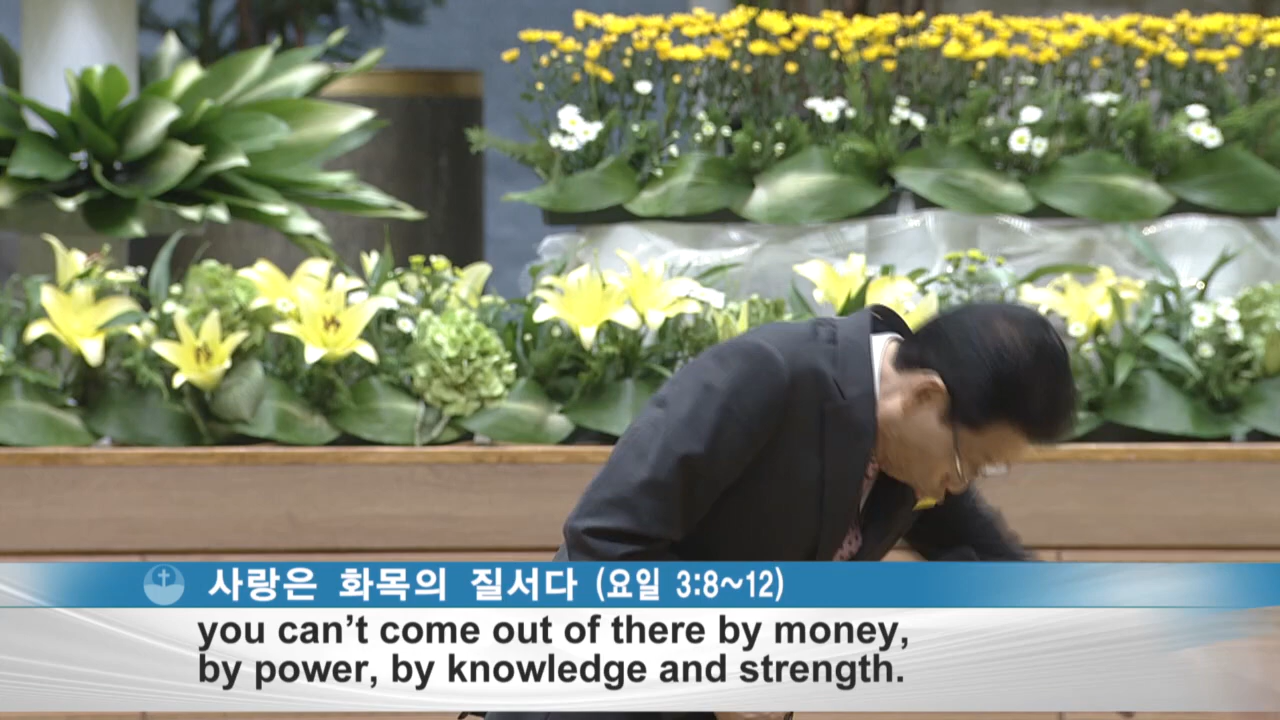 사랑은 화목의 질서다 (요일 3:8~12)
you can't come out of there by money,
by power, by knowledge and strength.